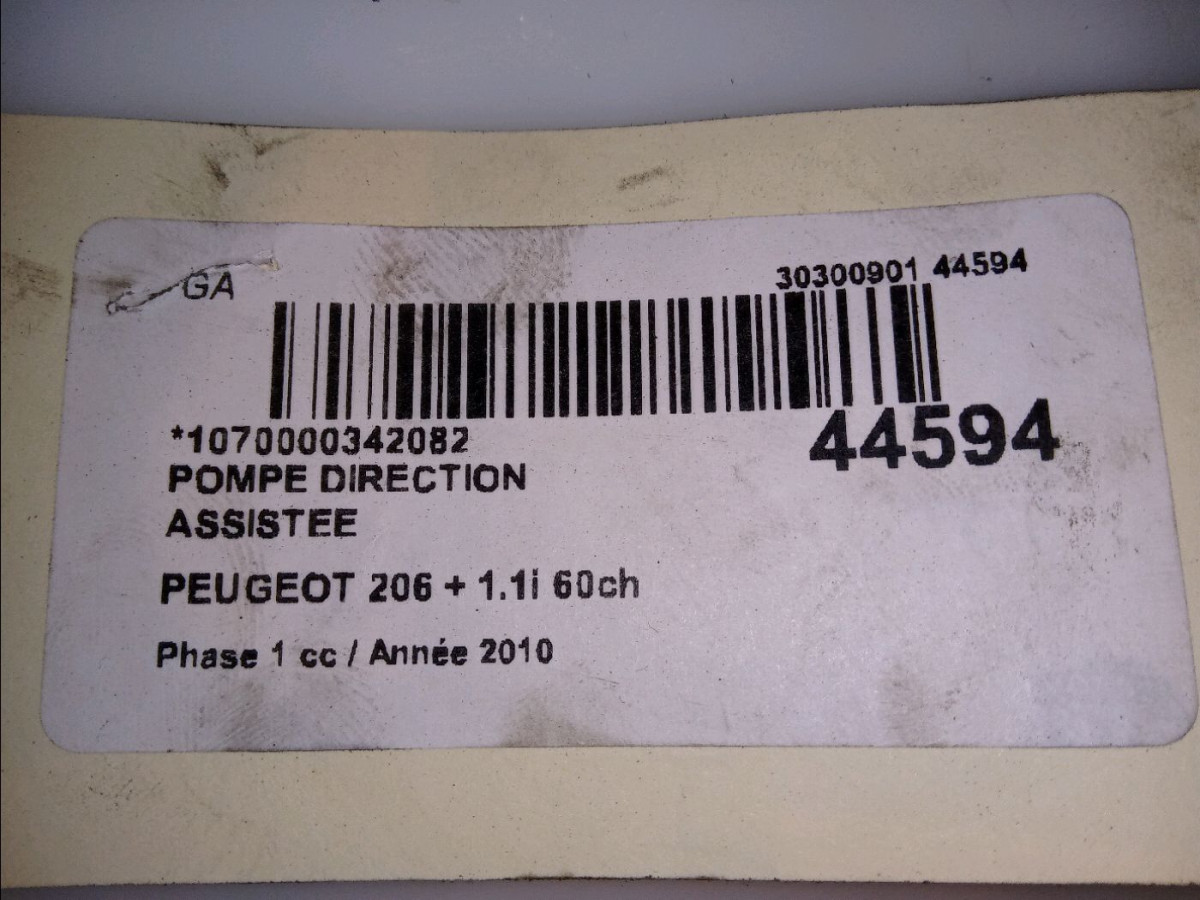 GA
30300901 44594
*1070000342082
44594
POMPE DIRECTION
ASSISTEE
PEUGEOT 206 + 1.1i 60ch
Phase 1 cc / Année 2010